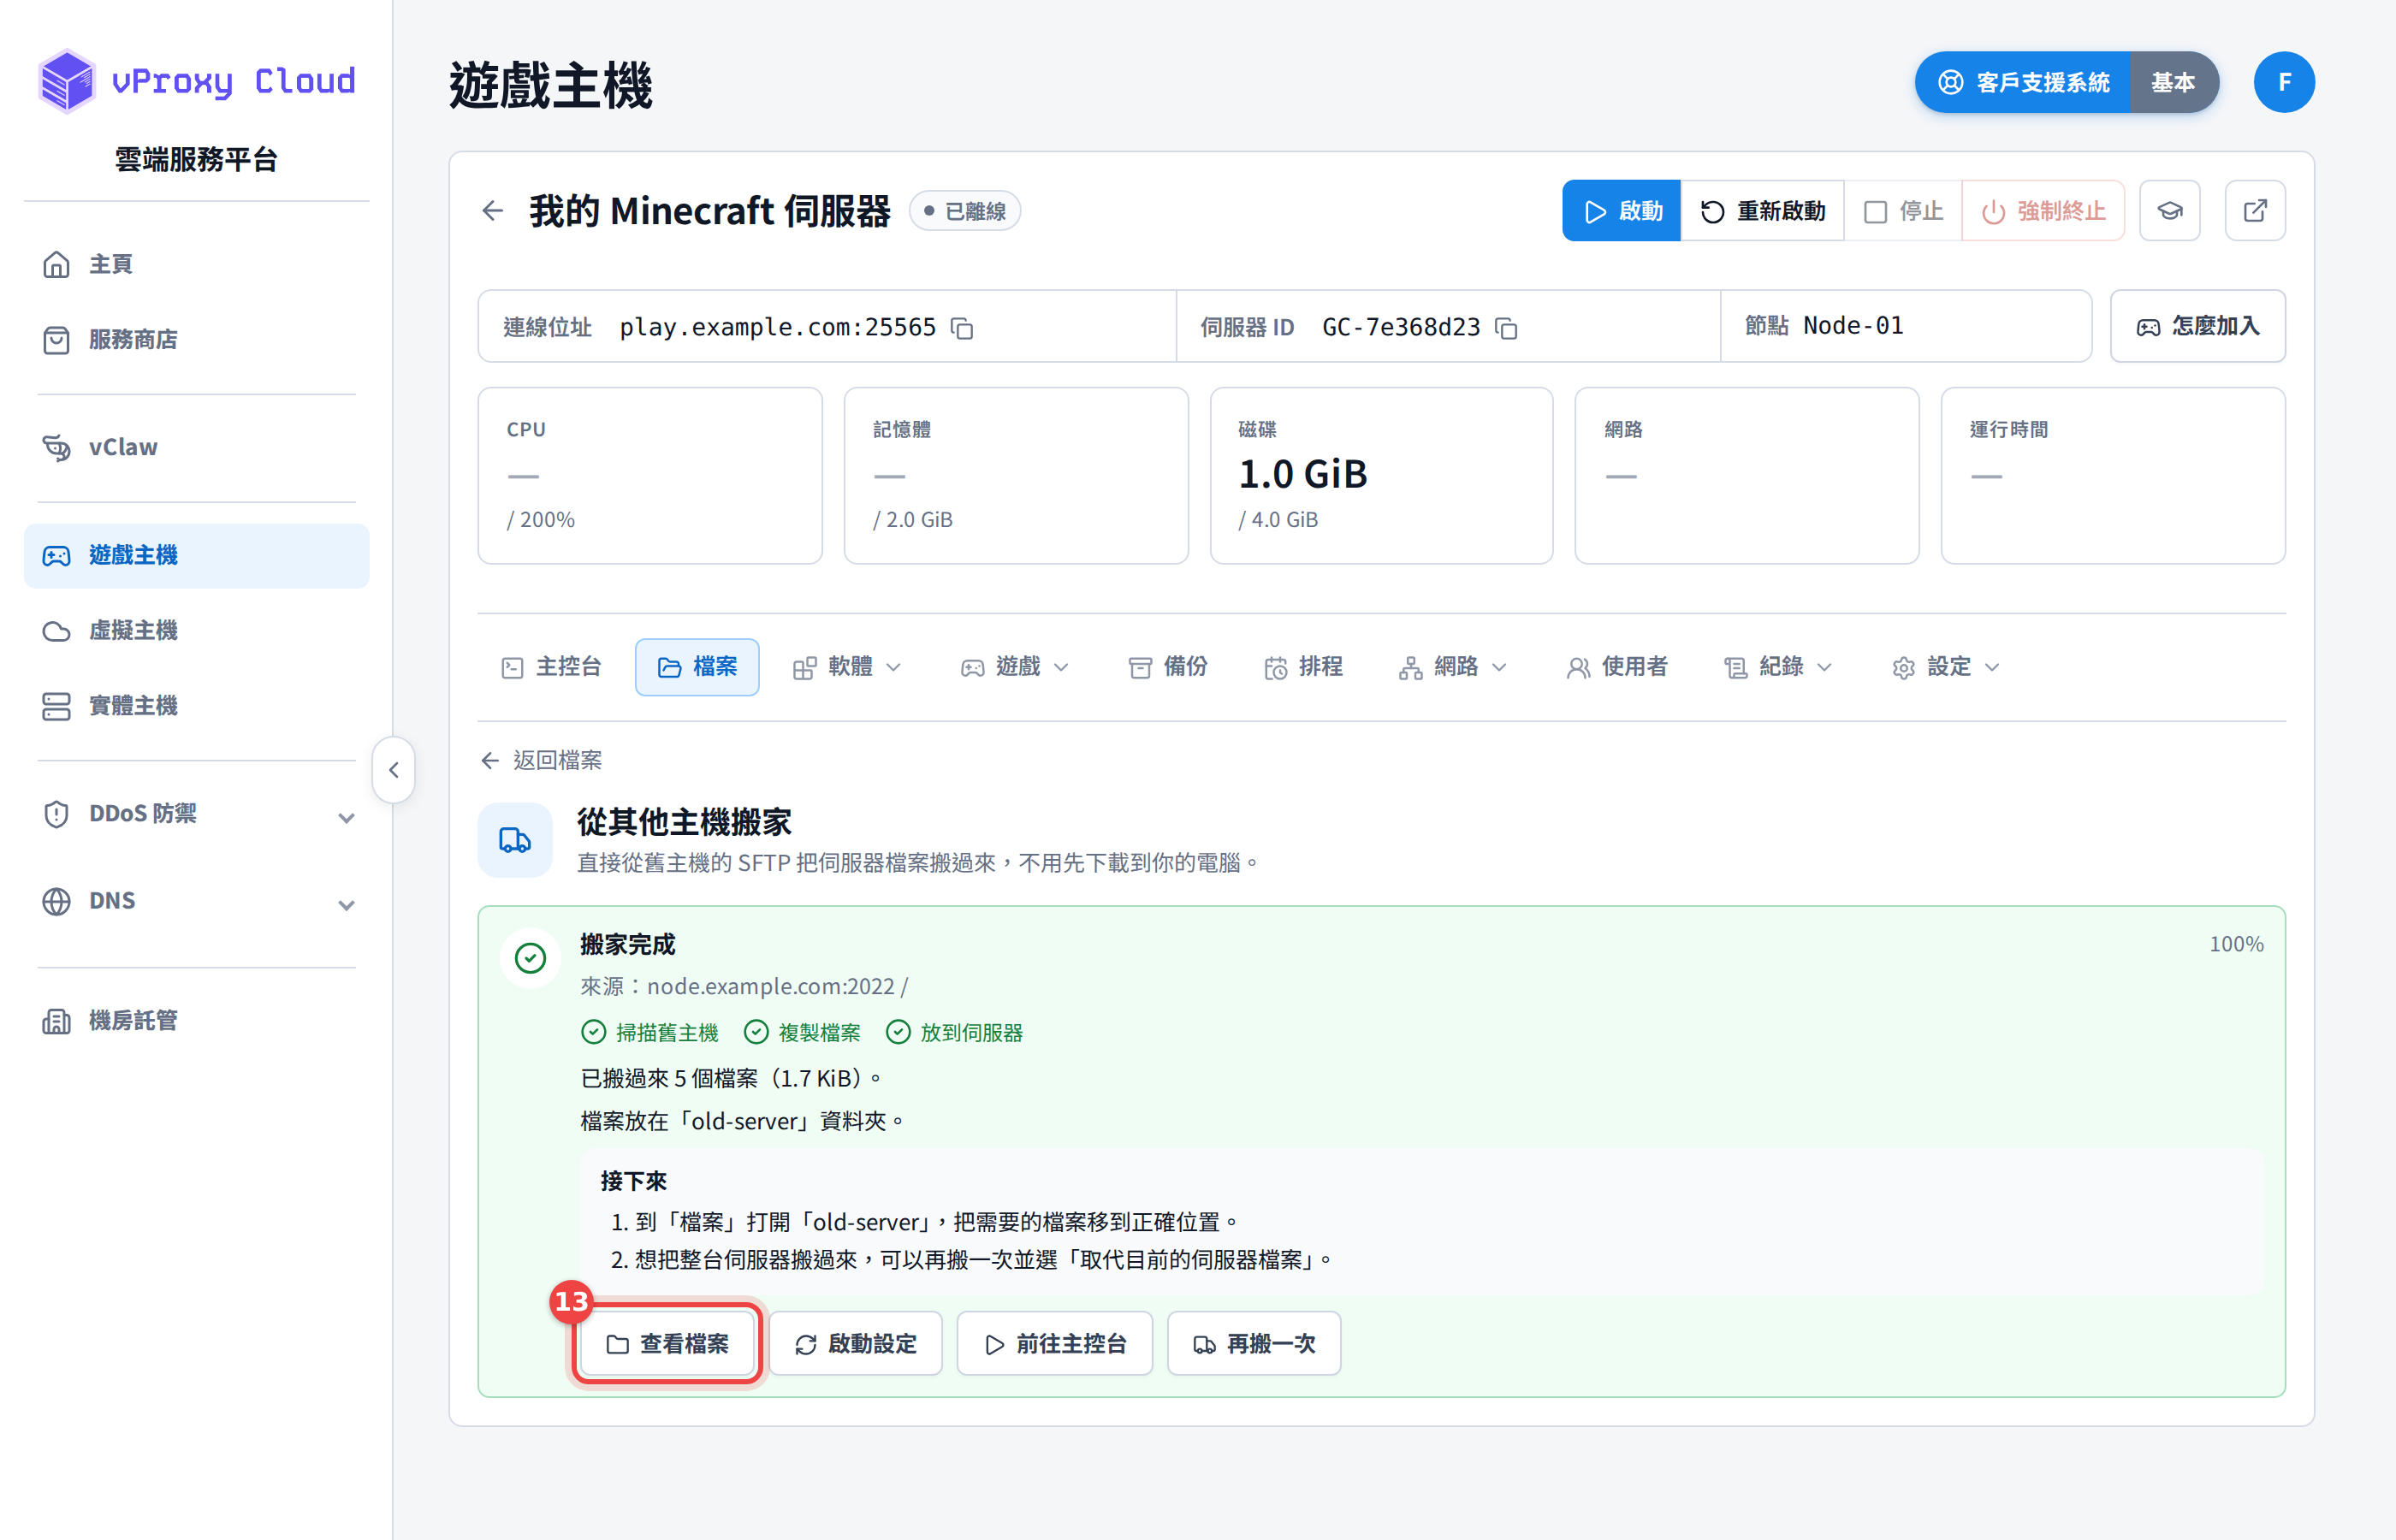 vProxy Cloud
雲端服務平台
主頁
服務商店
vClaw
遊戲主機
虛擬主機
實體主機
DDoS 防禦
DNS
機房託管
遊戲主機
客戶支援系統 基本
F
我的 Minecraft 伺服器 已離線
啟動 重新啟動 停止 強制終止
連線位址 play.example.com:25565 伺服器 ID GC-7e368d23 節點 Node-01 怎麼加入
CPU
—
/ 200%
記憶體
—
/ 2.0 GiB
磁碟
1.0 GiB
/ 4.0 GiB
網路
—
運行時間
—
主控台 檔案 軟體 遊戲 備份 排程 網路 使用者 紀錄 設定
返回檔案
從其他主機搬家
直接從舊主機的 SFTP 把伺服器檔案搬過來，不用先下載到你的電腦。
搬家完成 100%
來源：node.example.com:2022 /
掃描舊主機 複製檔案 放到伺服器
已搬過來 5 個檔案（1.7 KiB）。
檔案放在「old-server」資料夾。
接下來
1. 到「檔案」打開「old-server」，把需要的檔案移到正確位置。
2. 想把整台伺服器搬過來，可以再搬一次並選「取代目前的伺服器檔案」。
13
查看檔案 啟動設定 前往主控台 再搬一次